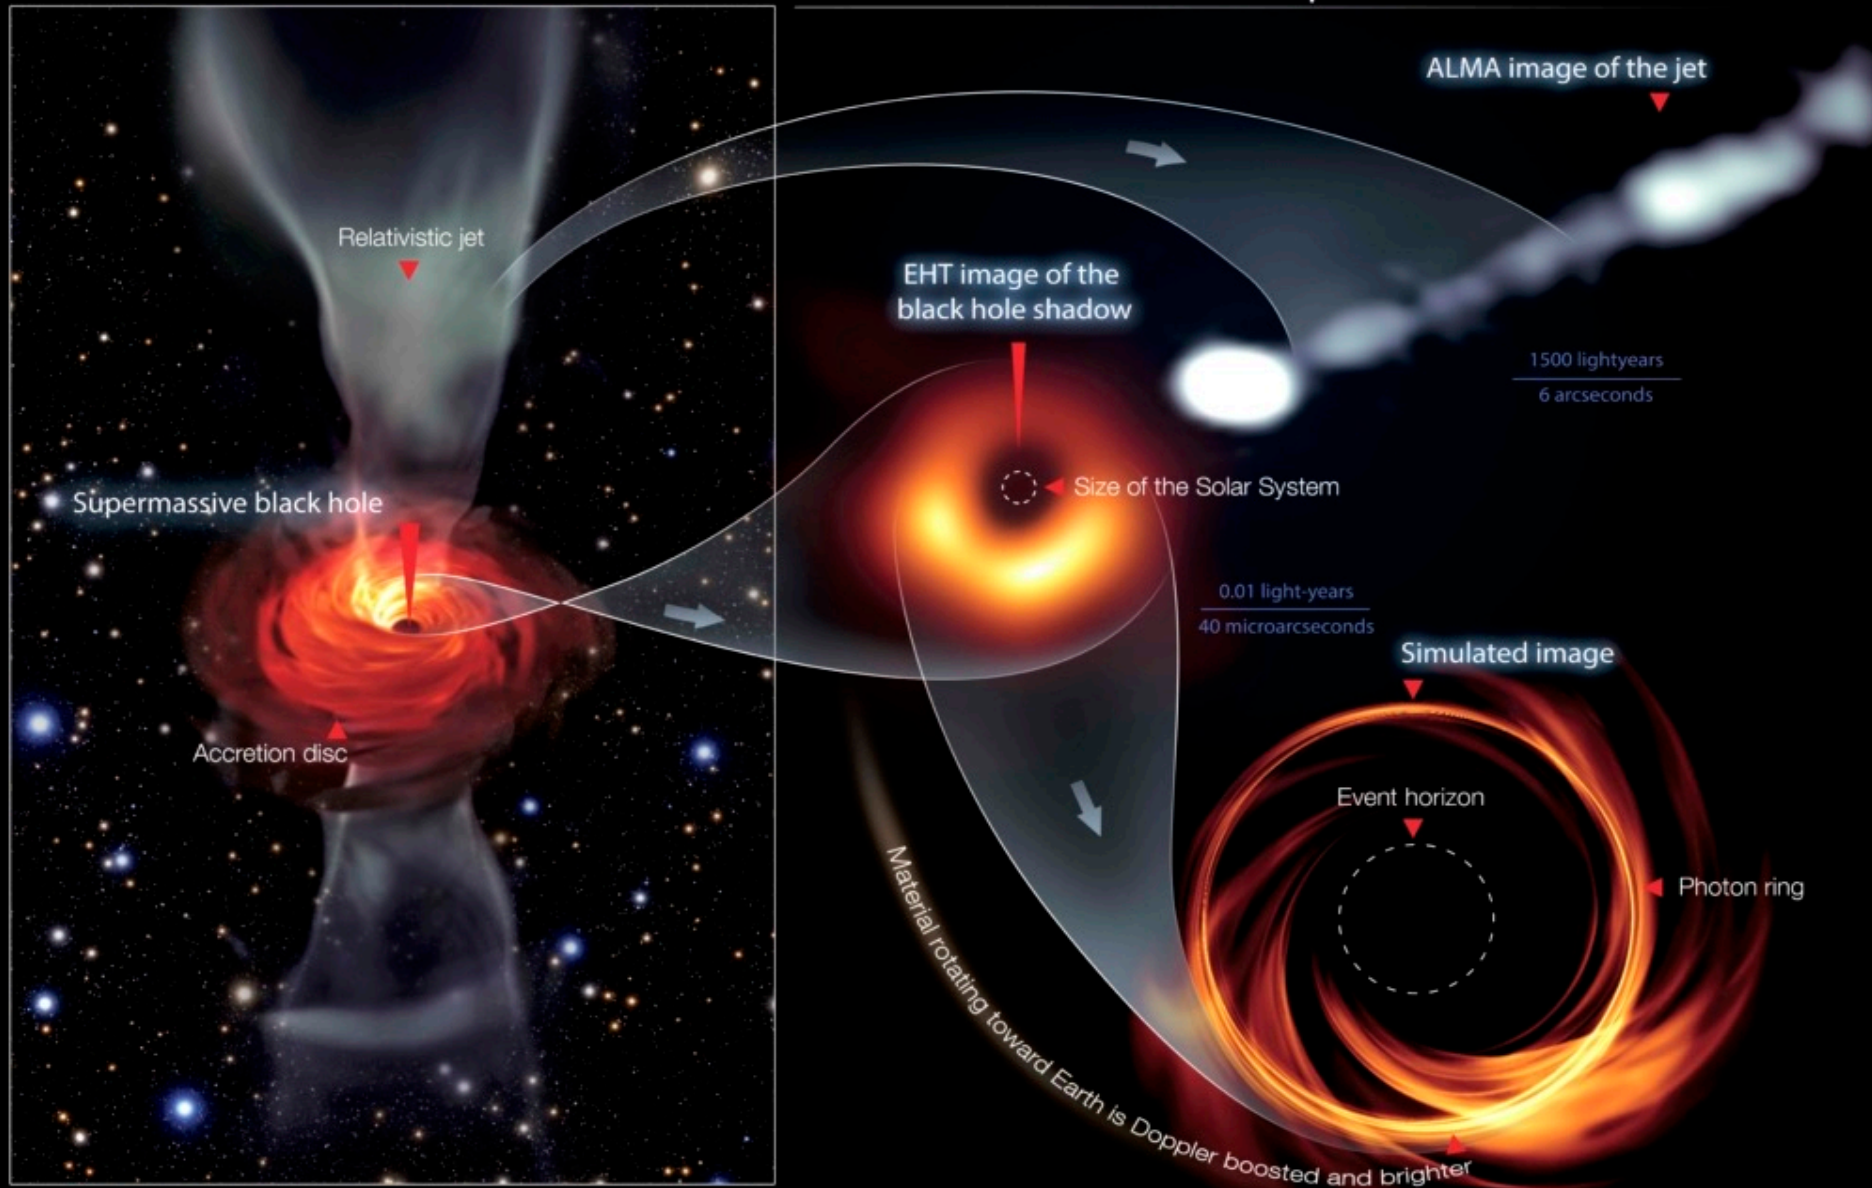 ALMA image of the jet
Relativistic jet
EHT image of the
black hole shadow
1500 lightyears
6 arcseconds
Supermassive black hole
Size of the Solar System
0.01 light-years
40 microarcseconds
Simulated image
Accretion disc
Event horizon
Photon ring
Material rotating toward Earth is Doppler boosted and brighter